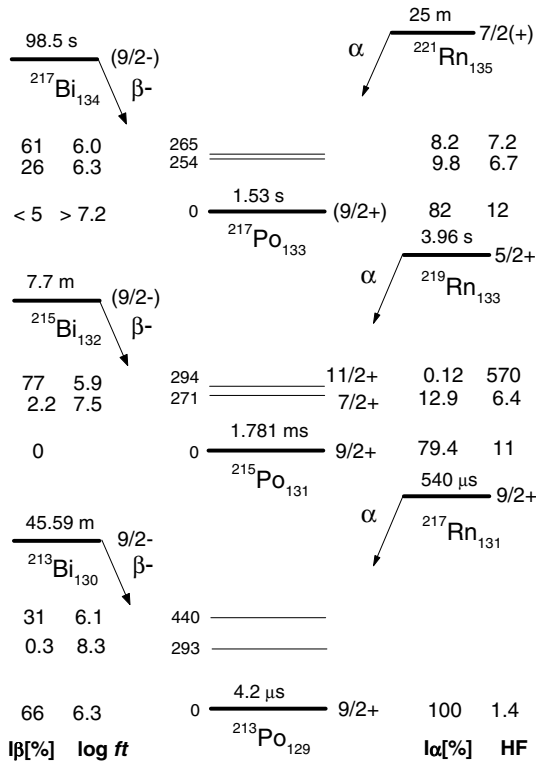 25 m
98.5 s
7/2(+)
(9/2-)
α
²²¹Rn₁₃₅
²¹⁷Bi₁₃₄
β-
61 6.0 265 8.2 7.2
26 6.3 254 9.8 6.7
1.53 s
< 5 > 7.2 0 (9/2+) 82 12
²¹⁷Po₁₃₃
3.96 s
5/2+
7.7 m
α
²¹⁹Rn₁₃₃
(9/2-)
²¹⁵Bi₁₃₂
β-
77 5.9 294 11/2+ 0.12 570
2.2 7.5 271 7/2+ 12.9 6.4
1.781 ms
0 0 9/2+ 79.4 11
²¹⁵Po₁₃₁
540 μs
9/2+
45.59 m
α
²¹⁷Rn₁₃₁
9/2-
²¹³Bi₁₃₀
β-
31 6.1 440
0.3 8.3 293
4.2 μs
66 6.3 0 9/2+ 100 1.4
²¹³Po₁₂₉
Iβ[%] log ft Iα[%] HF